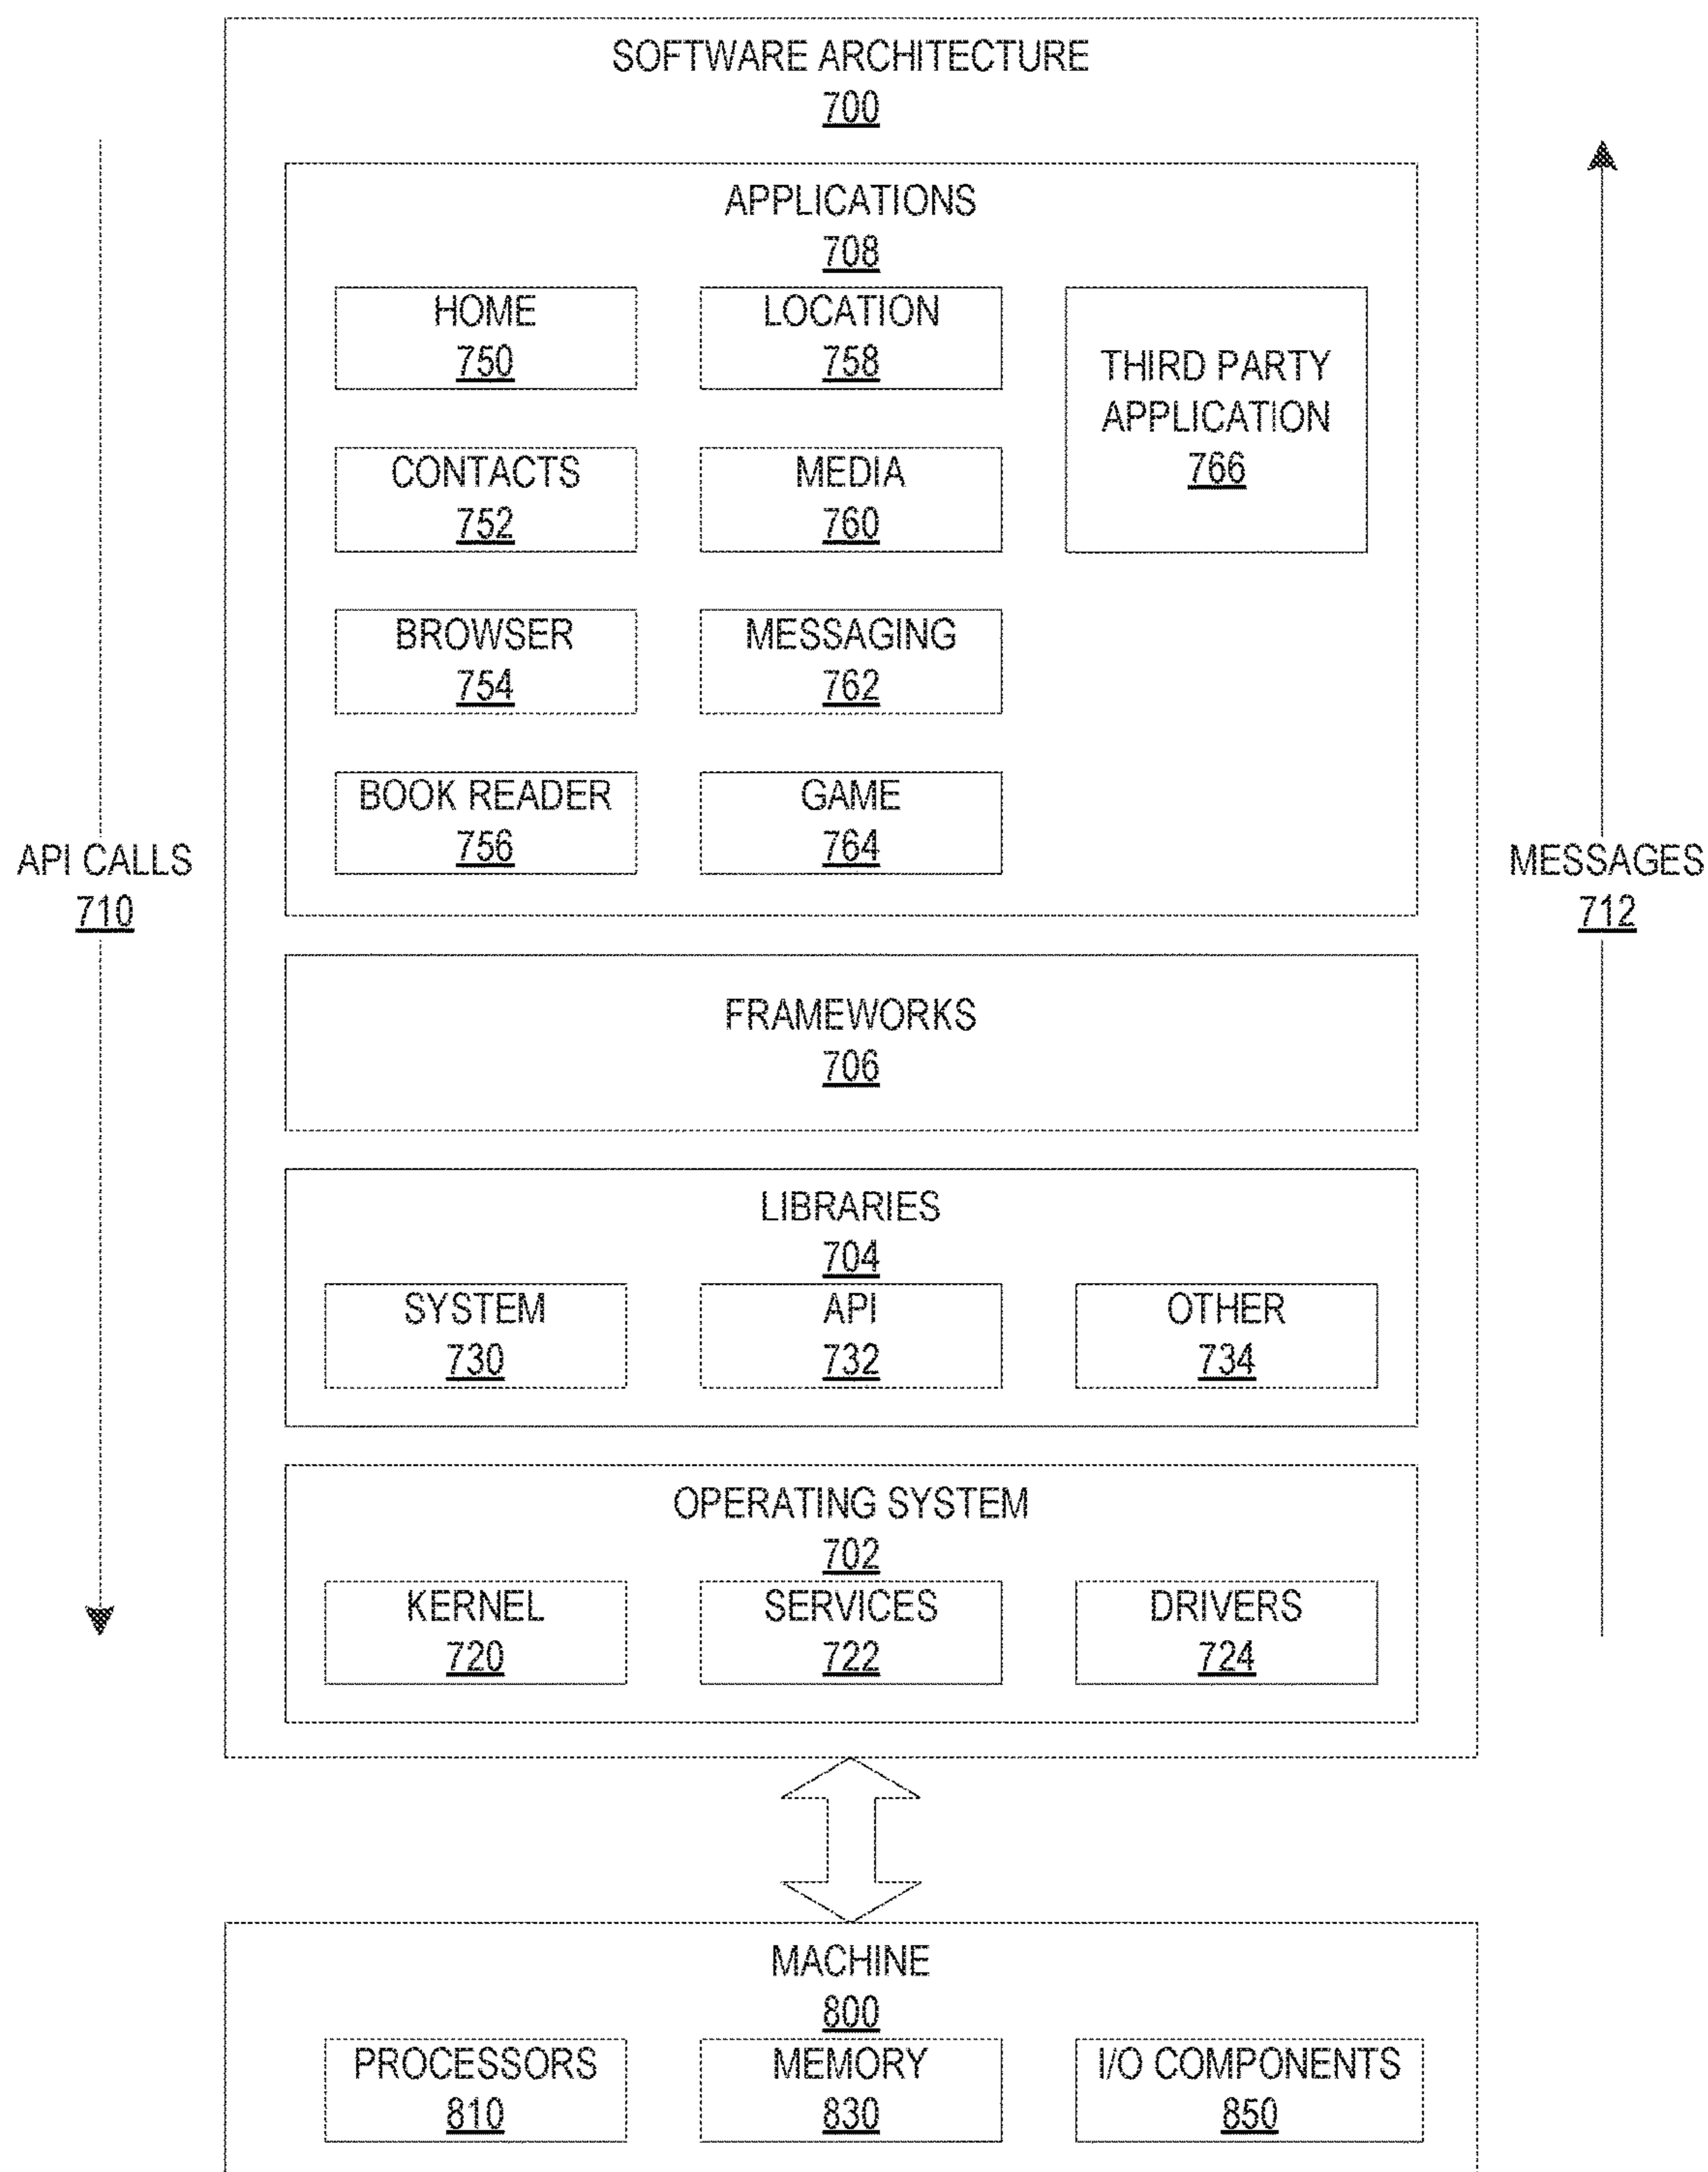 SOFTWARE ARCHITECTURE
700
APPLICATIONS
708
HOME
750
LOCATION
758
THIRD PARTY
APPLICATION
766
CONTACTS
752
MEDIA
760
BROWSER
754
MESSAGING
762
BOOK READER
756
GAME
764
API CALLS
710
MESSAGES
712
FRAMEWORKS
706
LIBRARIES
704
SYSTEM
730
API
732
OTHER
734
OPERATING SYSTEM
702
KERNEL
720
SERVICES
722
DRIVERS
724
MACHINE
800
PROCESSORS
810
MEMORY
830
I/O COMPONENTS
850